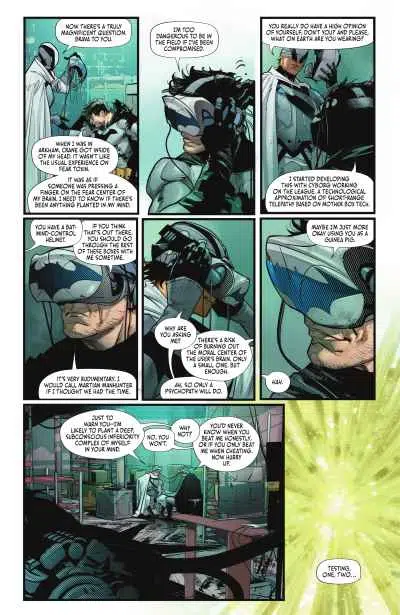 NOW THERE'S A TRULY
MAGNIFICENT QUESTION.
BRAVA TO YOU.
WHEN I WAS IN
ARKHAM, CRANE GOT INSIDE
OF MY HEAD. IT WASN'T LIKE
THE USUAL EXPERIENCE ON
FEAR TOXIN.
IT WAS AS IF
SOMEONE WAS PRESSING A
FINGER ON THE FEAR CENTER OF
MY BRAIN. I NEED TO KNOW IF THERE'S
BEEN ANYTHING PLANTED IN MY MIND.
I'M TOO
DANGEROUS TO BE
IN THE FIELD IF I'VE BEEN
COMPROMISED.
YOU REALLY DO HAVE A HIGH OPINION
OF YOURSELF, DON'T YOU? AND PLEASE,
WHAT ON EARTH ARE YOU WEARING?
I STARTED DEVELOPING
THIS WITH CYBORG WORKING
ON THE LEAGUE. A TECHNOLOGICAL
APPROXIMATION OF SHORT-RANGE
TELEPATHY BASED ON MOTHER BOX TECH.
YOU HAVE A BAT-
MIND-CONTROL
HELMET.
IF YOU THINK
THAT'S OUT THERE,
YOU SHOULD GO
THROUGH THE REST
OF THESE BOXES WITH
ME SOMETIME.
IT'S VERY RUDIMENTARY. I
WOULD CALL MARTIAN MANHUNTER
IF I THOUGHT WE HAD THE TIME.
WHY ARE
YOU ASKING
ME?
THERE'S A RISK
OF BURNING OUT
THE MORAL CENTER
OF THE USER'S BRAIN. ONLY
A SMALL ONE, BUT
ENOUGH.
AH, SO ONLY A
PSYCHOPATH WILL DO.
MAYBE I'M JUST MORE
OKAY USING YOU AS A
GUINEA PIG.
HAH.
JUST TO
WARN YOU--I'M
LIKELY TO PLANT A DEEP,
SUBCONSCIOUS INFERIORITY
COMPLEX OF MYSELF
IN YOUR MIND.
NO, YOU
WON'T.
WHY
NOT?
YOU'D NEVER
KNOW WHEN YOU
BEAT ME HONESTLY,
OR IF YOU ONLY BEAT
ME WHEN CHEATING.
NOW HURRY
UP.
TESTING,
ONE, TWO...